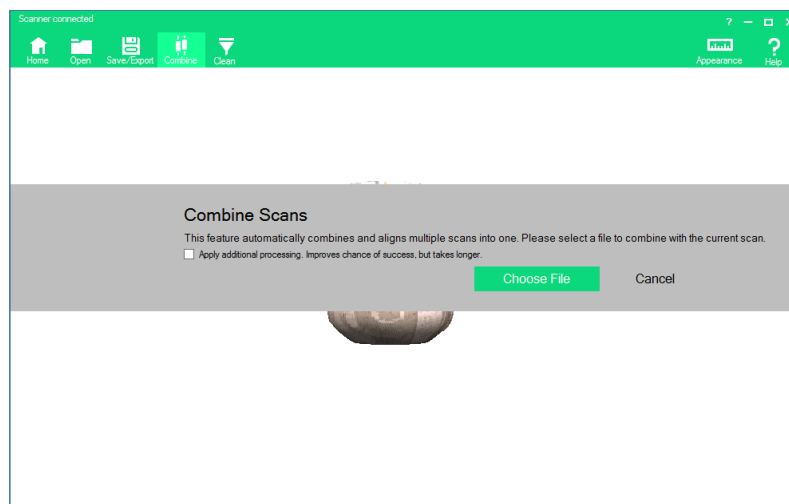 Scanner connected
?
Home Open Save/Export Combine Clean Appearance Help
Combine Scans
This feature automatically combines and aligns multiple scans into one. Please select a file to combine with the current scan.
Apply additional processing. Improves chance of success, but takes longer.
Choose File Cancel